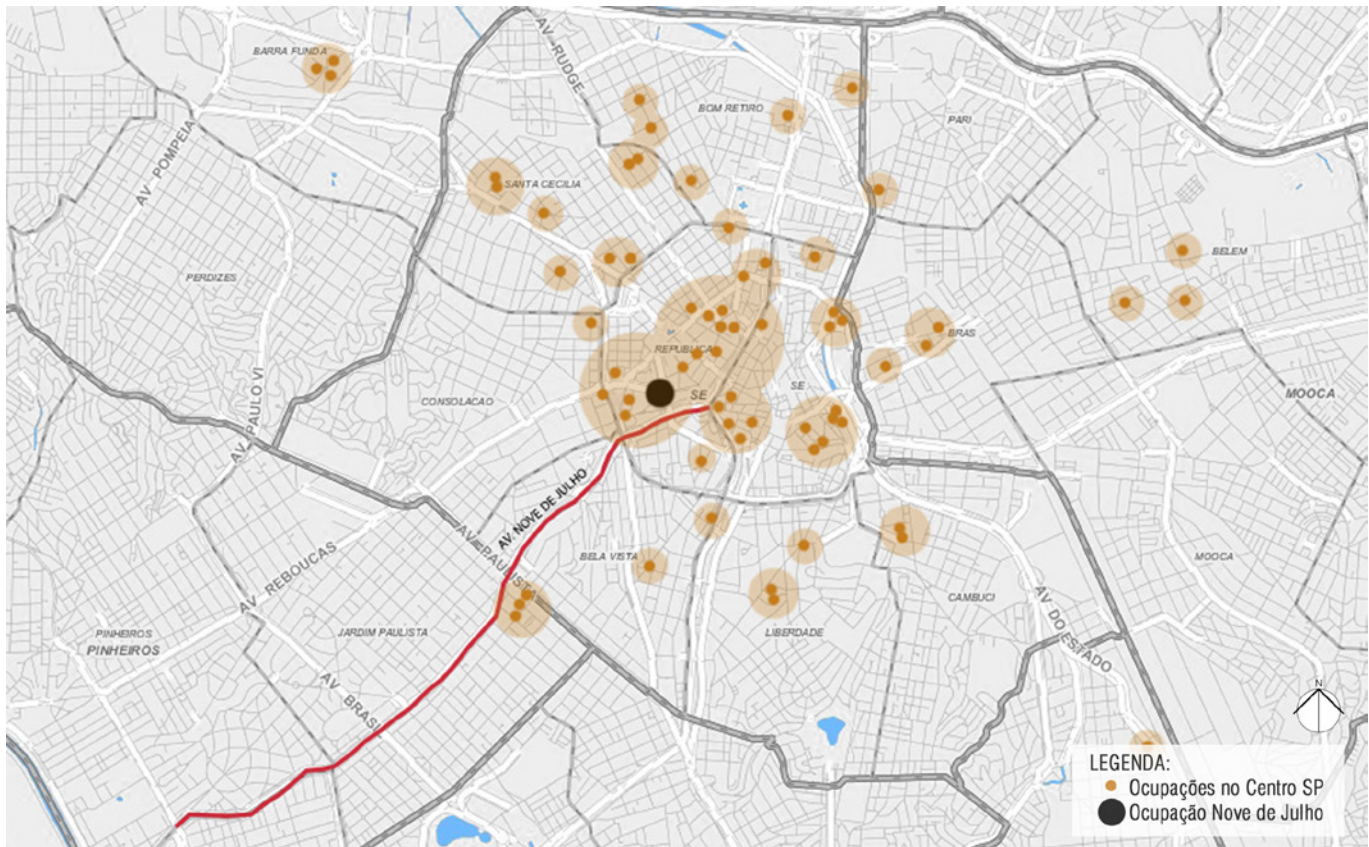 BARRA FUNDA
AV - RUDGE
BOM RETIRO
PARI
AV POMPEIA
SANTA CECILIA
PERDIZES
BELEM
BRAS
REPUBLICA
SE
SE
CONSOLACAO
MOOCA
AV. PAULO VI
AV. NOVE DE JULHO
AV. PAULISTA
BELA VISTA
MOOCA
AV - REBOUCAS
CAMBUCI
AV. DO ESTADO
PINHEIROS
PINHEIROS
JARDIM PAULISTA
LIBERDADE
AV - BRASIL
N
LEGENDA:
Ocupações no Centro SP
Ocupação Nove de Julho